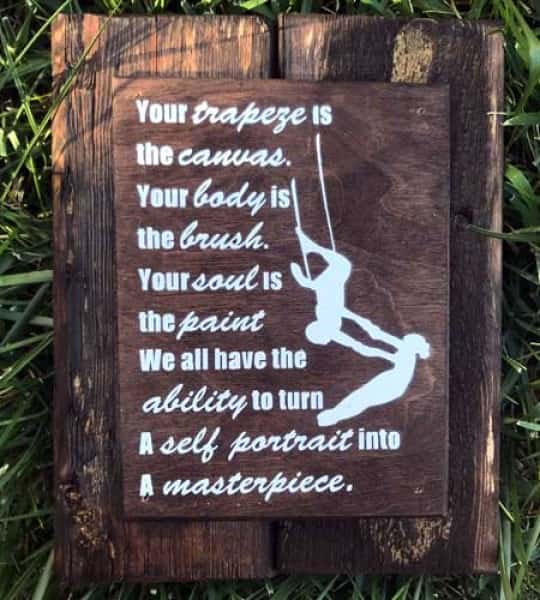 Your trapeze is
the canvas.
Your body is
the brush.
Your soul is
the paint
We all have the
ability to turn
A self portrait into
A masterpiece.